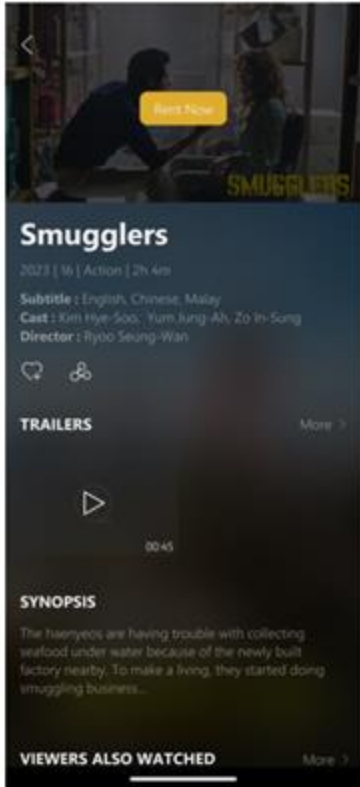 Rent Now
SMUGGLERS
Smugglers
2023 | 16 | Action | 2h 4m
Subtitle : English, Chinese, Malay
Cast : Kim Hye-Soo, Yum Jung-Ah, Zo In-Sung
Director : Ryoo Seung-Wan
TRAILERS
More >
00:45
SYNOPSIS
The haenyeos are having trouble with collecting
seafood under water because of the newly built
factory nearby. To make a living, they started doing
smuggling business...
VIEWERS ALSO WATCHED
More >